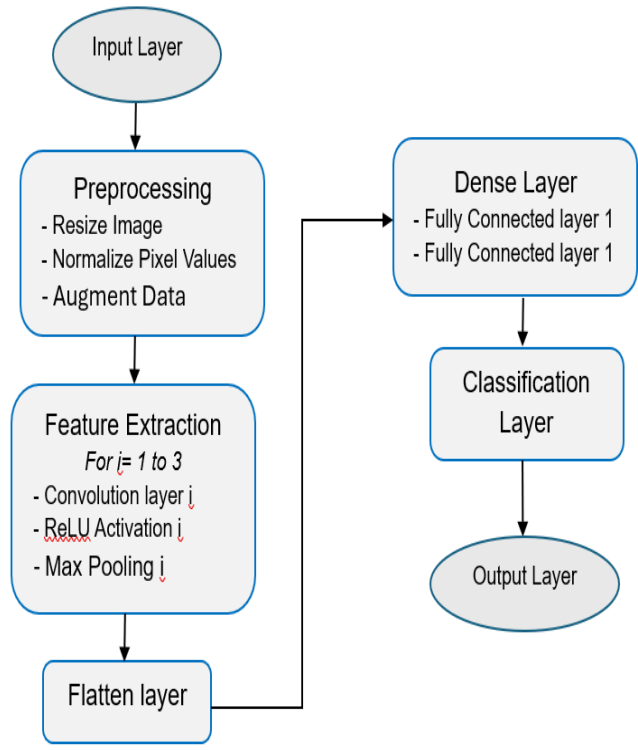 Input Layer
Preprocessing
- Resize Image
- Normalize Pixel Values
- Augment Data
Feature Extraction
For i= 1 to 3
- Convolution layer i
- ReLU Activation i
- Max Pooling i
Flatten layer
Dense Layer
- Fully Connected layer 1
- Fully Connected layer 1
Classification
Layer
Output Layer